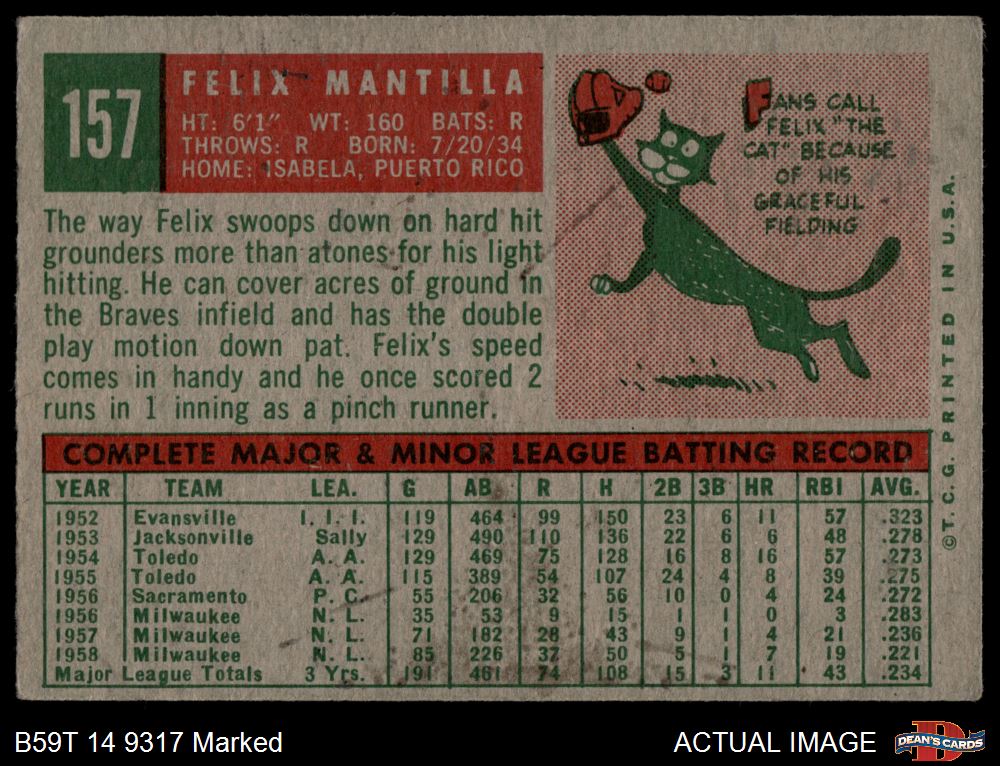 157
FELIX MANTILLA
HT: 6'1" WT: 160 BATS: R
THROWS: R BORN: 7/20/34
HOME: ISABELA, PUERTO RICO
The way Felix swoops down on hard hit
grounders more than atones for his light
hitting. He can cover acres of ground in
the Braves infield and has the double
play motion down pat. Felix's speed
comes in handy and he once scored 2
runs in 1 inning as a pinch runner.
FANS CALL
FELIX "THE
CAT" BECAUSE
OF HIS
GRACEFUL
FIELDING
© T. C. G. PRINTED IN U.S.A.
COMPLETE MAJOR & MINOR LEAGUE BATTING RECORD
YEAR TEAM LEA. G AB R H 2B 3B HR RBI AVG.
1952 Evansville I. I. I. 119 464 99 150 23 6 11 57 .323
1953 Jacksonville Sally 129 490 110 136 22 6 6 48 .278
1954 Toledo A. A. 129 469 75 128 16 8 16 57 .273
1955 Toledo A. A. 115 389 54 107 24 4 8 39 .275
1956 Sacramento P. C. 55 206 32 56 10 0 4 24 .272
1956 Milwaukee N. L. 35 53 9 15 1 1 0 3 .283
1957 Milwaukee N. L. 71 182 28 43 9 1 4 21 .236
1958 Milwaukee N. L. 85 226 37 50 5 1 7 19 .221
Major League Totals 3 Yrs. 191 461 74 108 15 3 11 43 .234
B59T 14 9317 Marked
ACTUAL IMAGE
DEAN'S CARDS